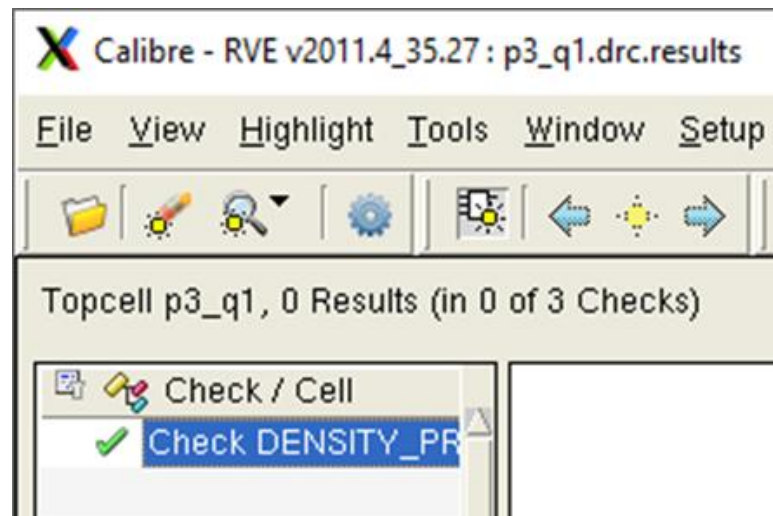 Calibre - RVE v2011.4_35.27 : p3_q1.drc.results
File View Highlight Tools Window Setup
Topcell p3_q1, 0 Results (in 0 of 3 Checks)
Check / Cell
Check DENSITY_PR